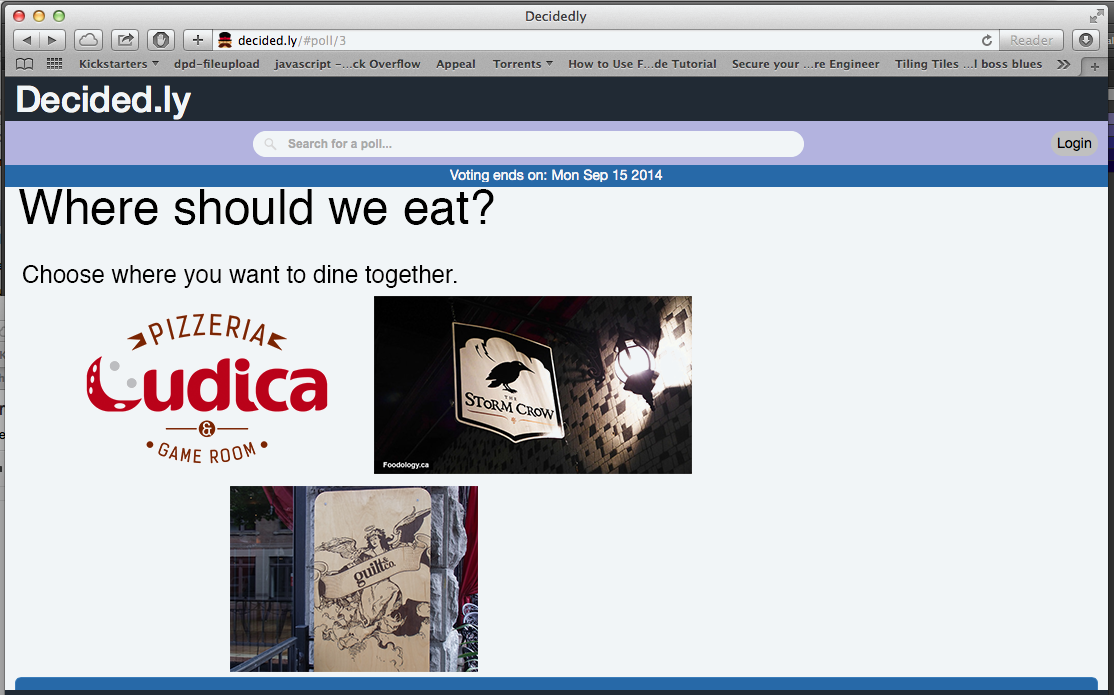 Decidedly
decided.ly/#poll/3
Reader
Kickstarters
dpd-fileupload
javascript -...ck Overflow
Appeal
Torrents
How to Use F...de Tutorial
Secure your ...re Engineer
Tiling Tiles ...l boss blues
Decided.ly
Search for a poll...
Login
Voting ends on: Mon Sep 15 2014
Where should we eat?
Choose where you want to dine together.
PIZZERIA
Ludica
&
GAME ROOM
THE
STORM CROW
Foodology.ca
guilt&co.